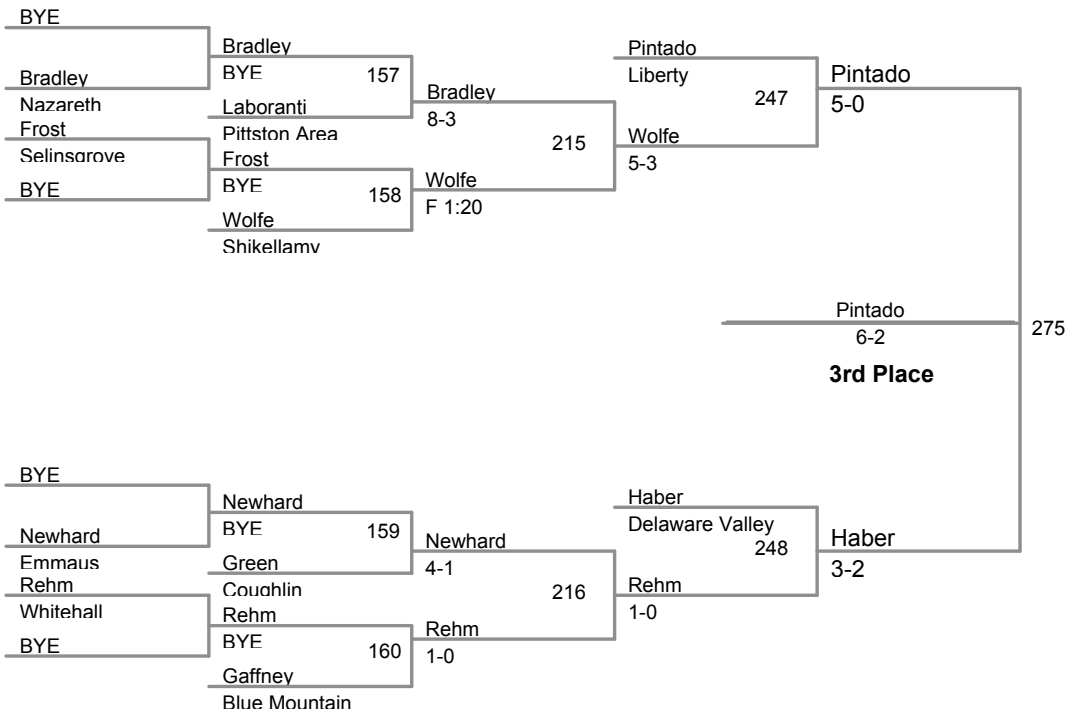 BYE
Bradley
Nazareth
Frost
Selinsgrove
BYE
Bradley
BYE
157
Laboranti
Pittston Area
Frost
BYE
158
Wolfe
Shikellamy
Bradley
8-3
215
Wolfe
F 1:20
Pintado
Liberty
247
Wolfe
5-3
Pintado
5-0
Pintado
6-2
275
3rd Place
BYE
Newhard
Emmaus
Rehm
Whitehall
BYE
Newhard
BYE
159
Green
Coughlin
Rehm
BYE
160
Gaffney
Blue Mountain
Newhard
4-1
216
Rehm
1-0
Haber
Delaware Valley
248
Rehm
1-0
Haber
3-2